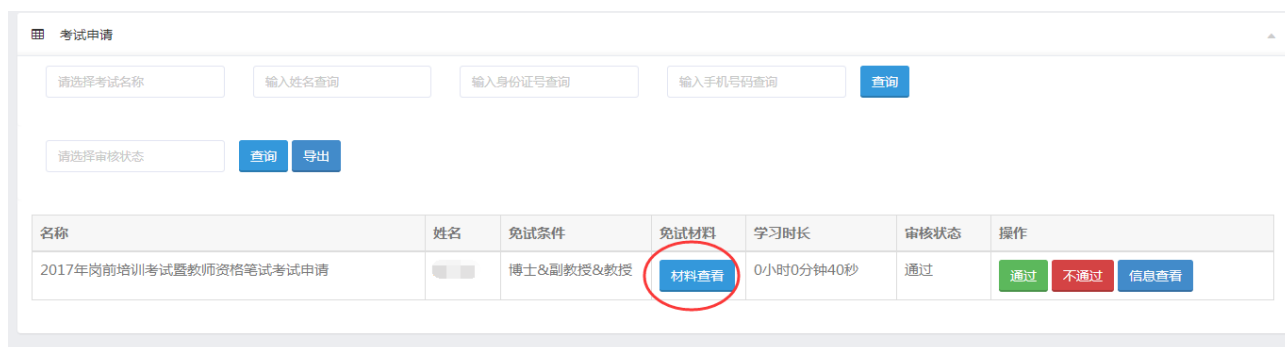 考试申请
请选择考试名称 输入姓名查询 输入身份证号查询 输入手机号码查询 查询
请选择审核状态 查询 导出
名称 姓名 免试条件 免试材料 学习时长 审核状态 操作
2017年岗前培训考试暨教师资格笔试考试申请 博士&副教授&教授 材料查看 0小时0分钟40秒 通过 通过 不通过 信息查看